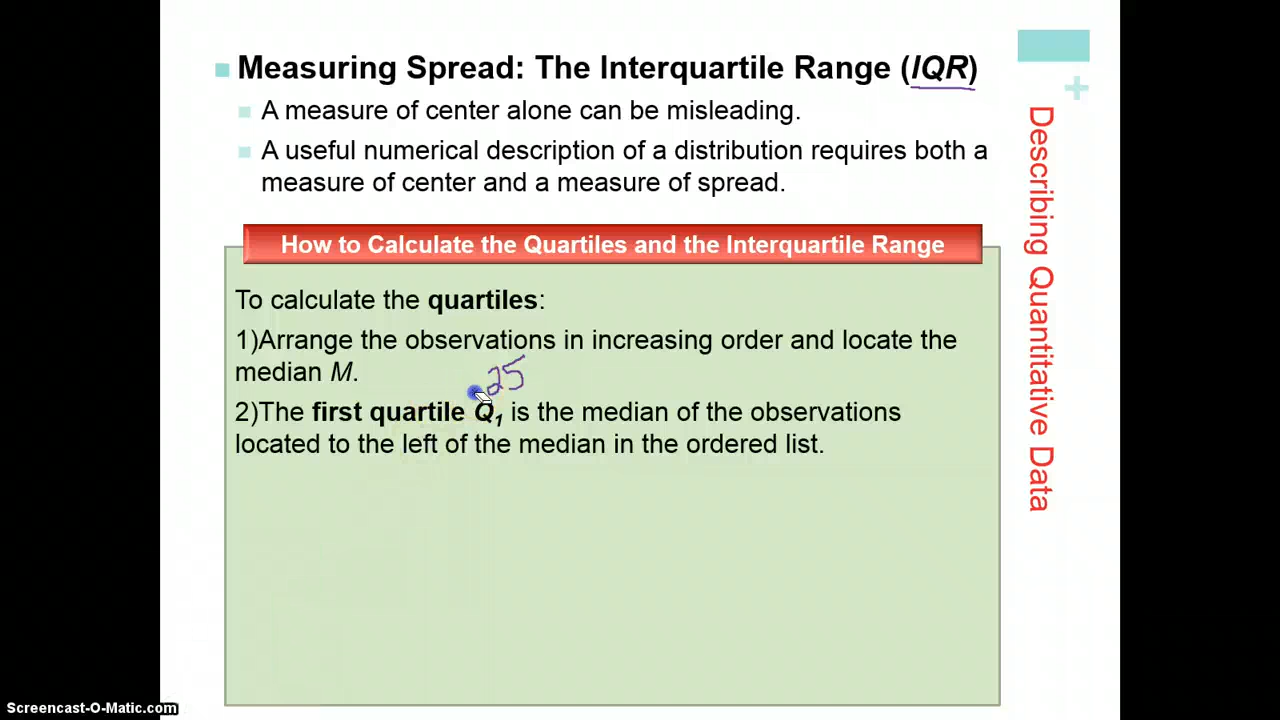 Measuring Spread: The Interquartile Range (IQR)
A measure of center alone can be misleading.
A useful numerical description of a distribution requires both a
measure of center and a measure of spread.
How to Calculate the Quartiles and the Interquartile Range
To calculate the quartiles:
1)Arrange the observations in increasing order and locate the
median M.
25
2)The first quartile Q1 is the median of the observations
located to the left of the median in the ordered list.
+
Describing Quantitative Data
Screencast-O-Matic.com